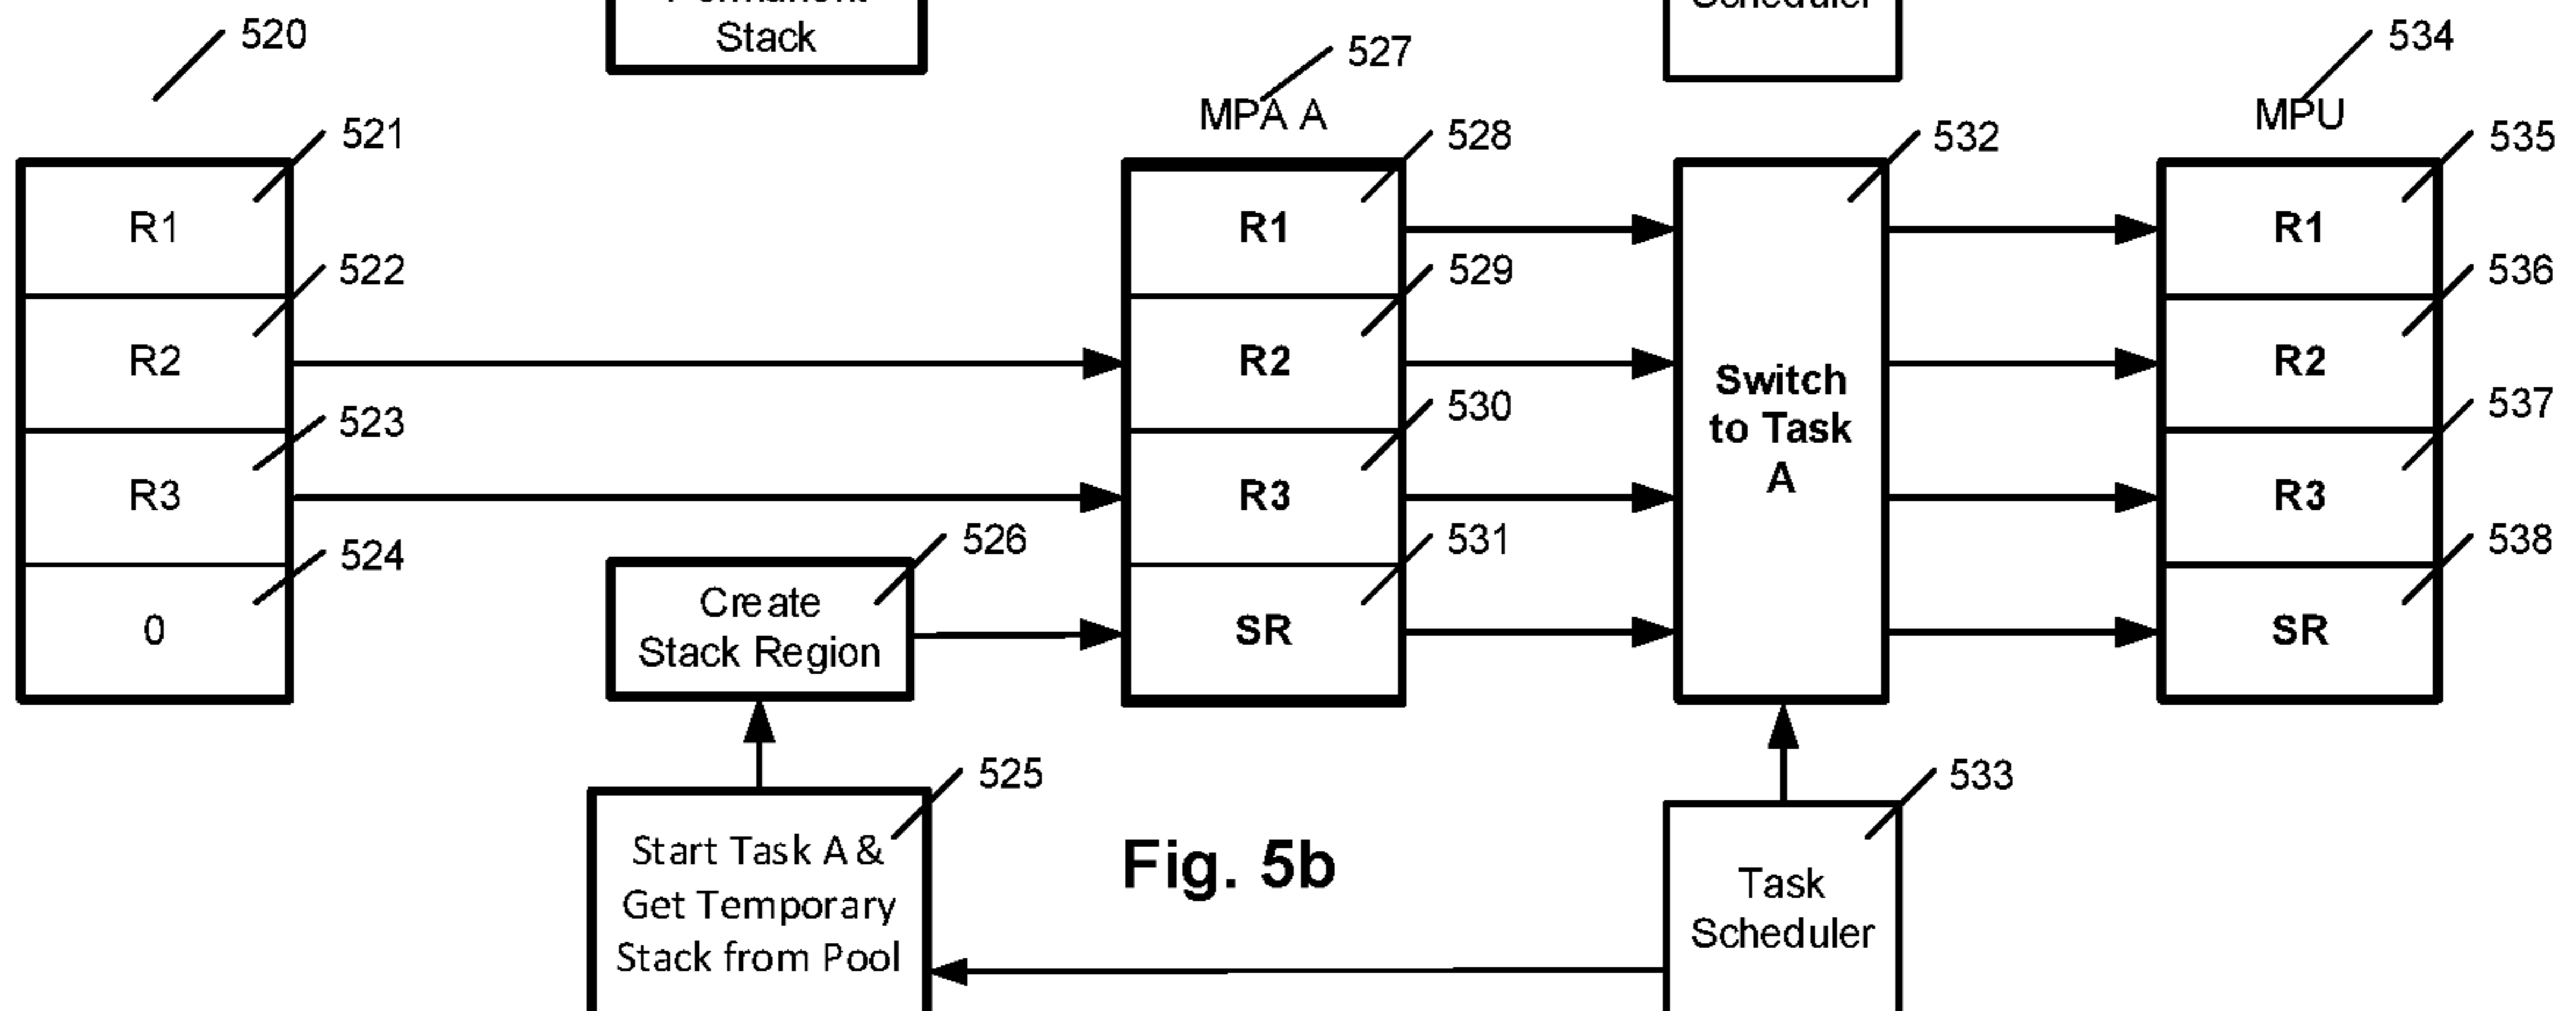 Stack
520
527
534
MPA A
MPU
521
528
532
535
R1
R1
R1
522
529
536
R2
R2
Switch
to Task
A
R2
523
530
537
R3
R3
R3
524
526
531
538
0
Create
Stack Region
SR
SR
525
533
Start Task A &
Get Temporary
Stack from Pool
Fig. 5b
Task
Scheduler